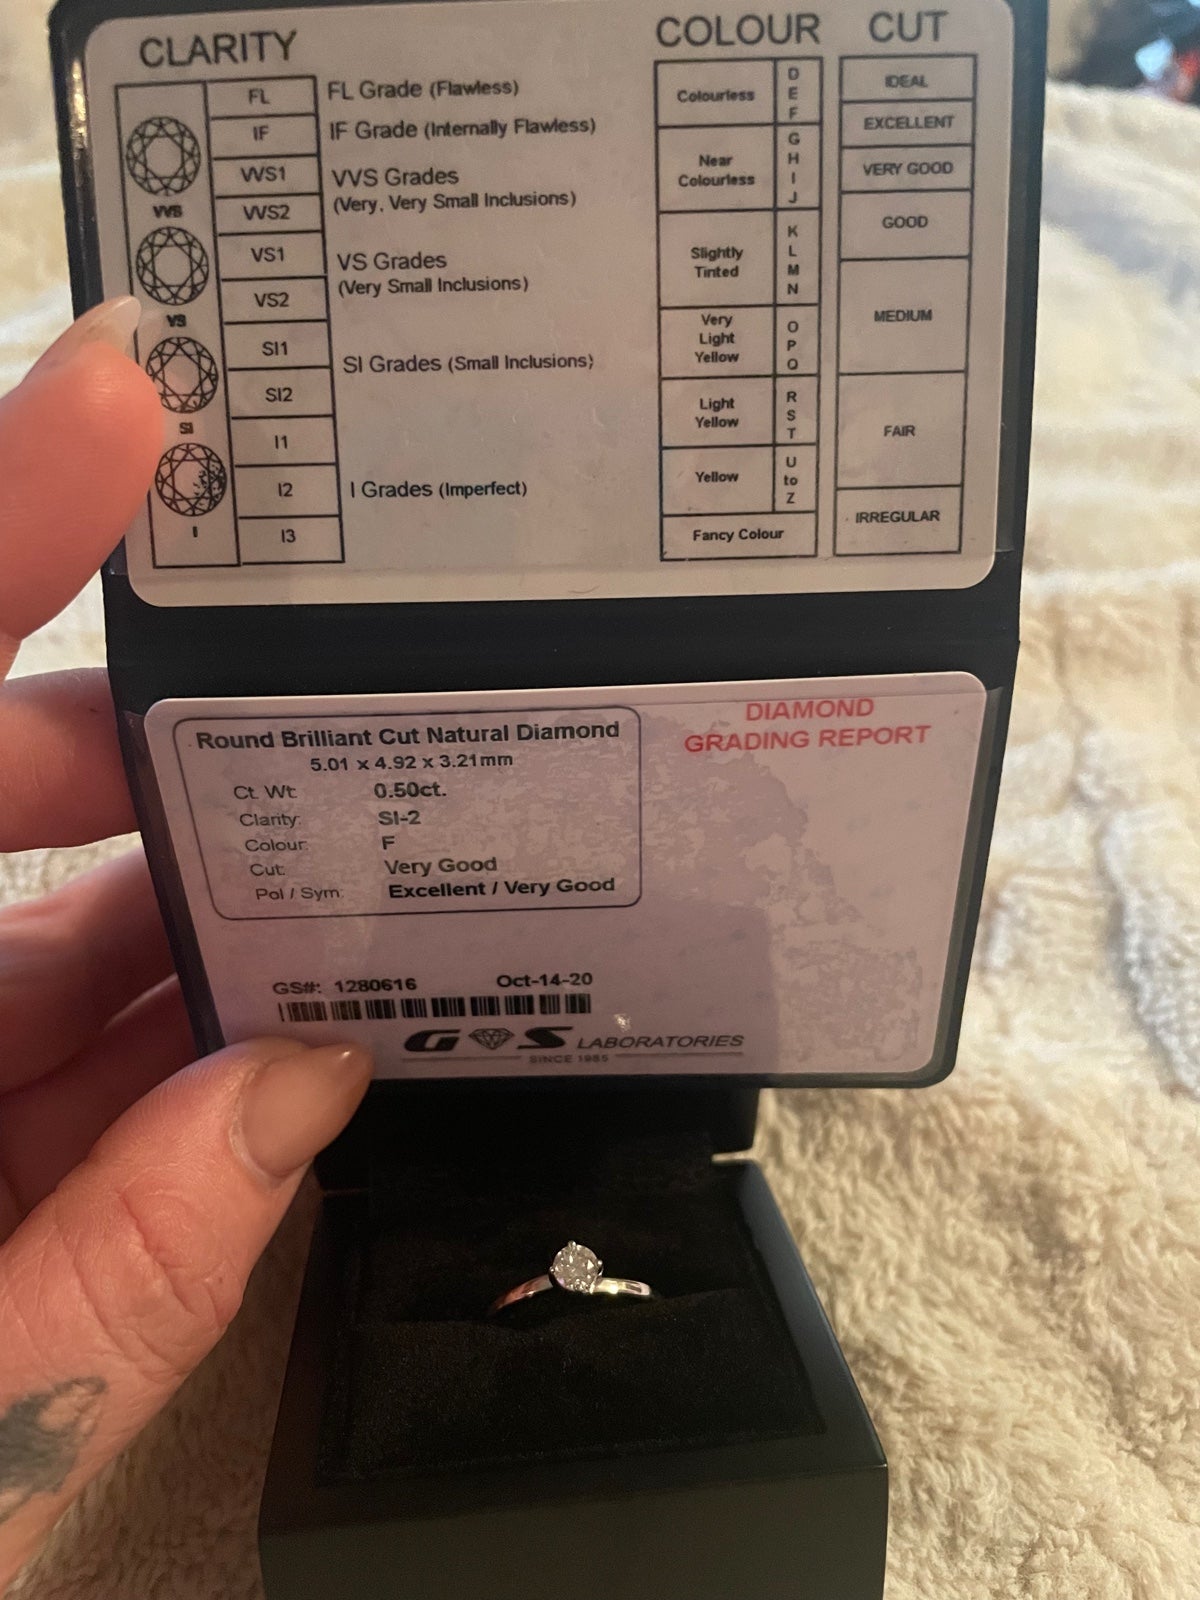 CLARITY
FL
IF
VVS1
VVS2
VS1
VS2
SI1
SI2
I1
I2
I3
VVS
VS
SI
I
FL Grade (Flawless)
IF Grade (Internally Flawless)
VVS Grades
(Very, Very Small Inclusions)
VS Grades
(Very Small Inclusions)
SI Grades (Small Inclusions)
I Grades (Imperfect)
COLOUR
Colourless
D
E
F
Near
Colourless
G
H
I
J
Slightly
Tinted
K
L
M
N
Very
Light
Yellow
O
P
Q
Light
Yellow
R
S
T
Yellow
U
to
Z
Fancy Colour
CUT
IDEAL
EXCELLENT
VERY GOOD
GOOD
MEDIUM
FAIR
IRREGULAR
DIAMOND
GRADING REPORT
Round Brilliant Cut Natural Diamond
5.01 x 4.92 x 3.21mm
Ct. Wt: 0.50ct.
Clarity: SI-2
Colour: F
Cut: Very Good
Pol / Sym: Excellent / Very Good
GS#: 1280616 Oct-14-20
G S LABORATORIES
SINCE 1985